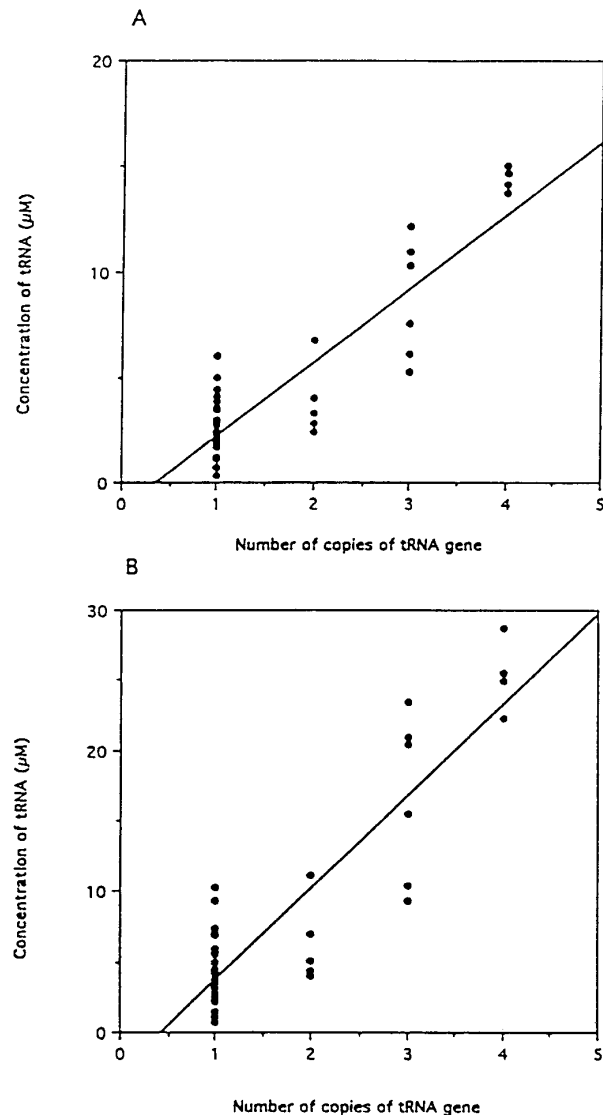 A
20
10
0
Concentration of tRNA (µM)
0 1 2 3 4 5
Number of copies of tRNA gene
B
30
20
10
0
Concentration of tRNA (µM)
0 1 2 3 4 5
Number of copies of tRNA gene